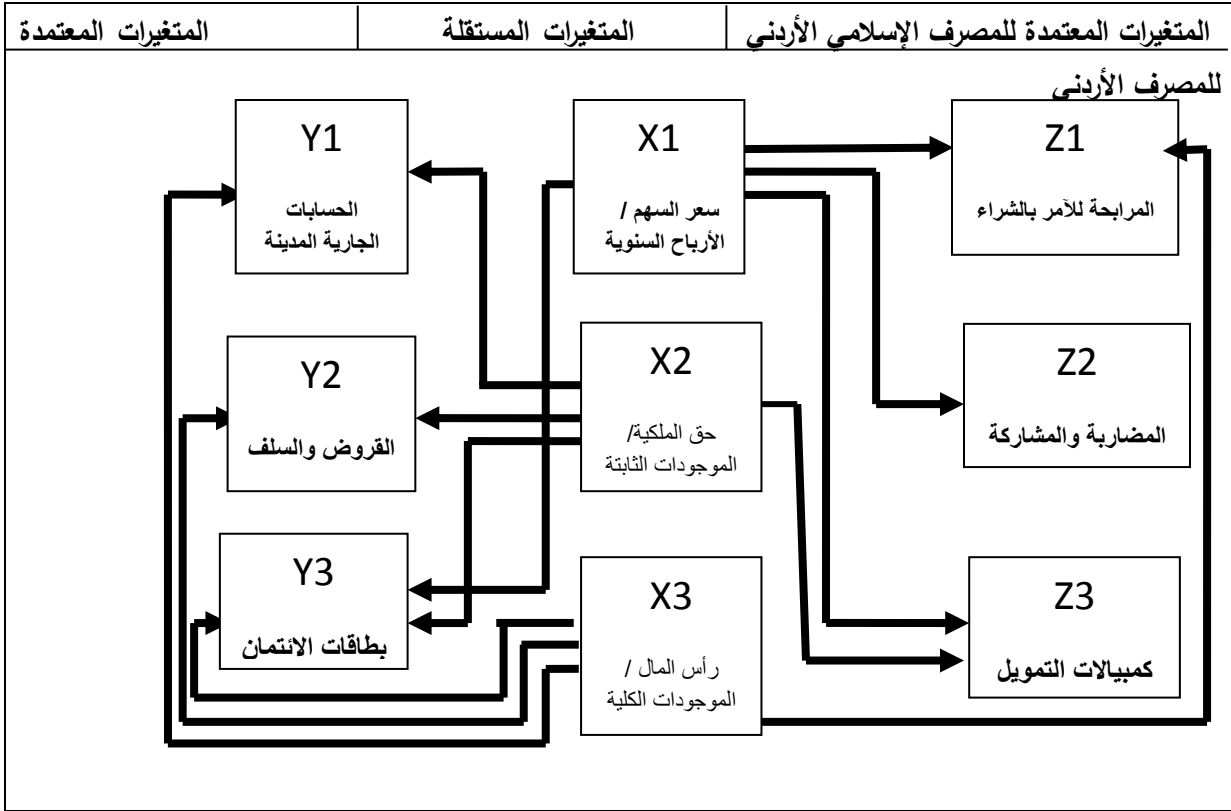 المتغيرات المعتمدة للمصرف الإسلامي الأردني
المتغيرات المستقلة
المتغيرات المعتمدة
للمصرف الأردني
Z1
المرابحة للآمر بالشراء
X1
سعر السهم /
الأرباح السنوية
Y1
الحسابات
الجارية المدينة
Z2
المضاربة والمشاركة
X2
حق الملكية/
الموجودات الثابتة
Y2
القروض والسلف
Z3
كمبيالات التمويل
X3
رأس المال /
الموجودات الكلية
Y3
بطاقات الائتمان